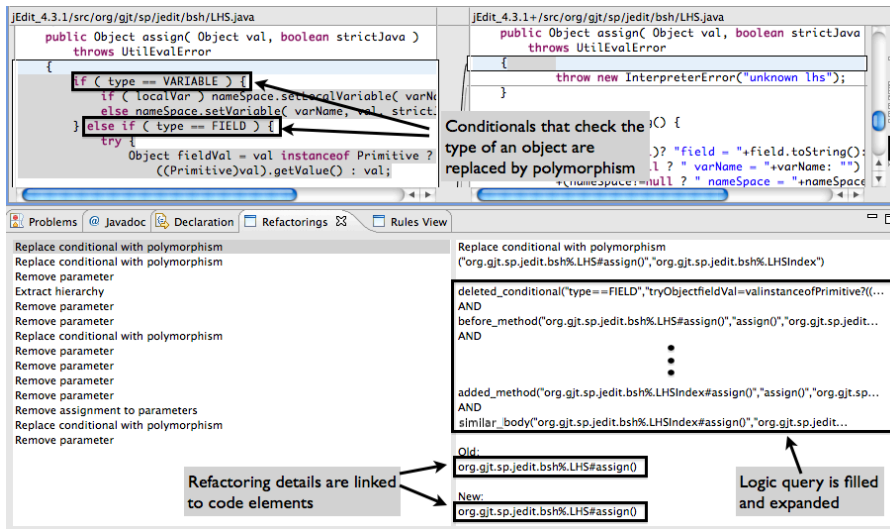 jEdit_4.3.1/src/org/gjt/sp/jedit/bsh/LHS.java
public Object assign( Object val, boolean strictJava )
throws UtilEvalError
{
if ( type == VARIABLE ) {
if ( localVar ) nameSpace.setLocalVariable( varN
else nameSpace.setVariable( varName, val, strict
} else if ( type == FIELD ) {
try {
Object fieldVal = val instanceof Primitive ?
((Primitive)val).getValue() : val;
jEdit_4.3.1+/src/org/gjt/sp/jedit/bsh/LHS.java
public Object assign( Object val, boolean strictJava
throws UtilEvalError
{
throw new InterpreterError("unknown lhs");
}
g() {
)? "field = "+field.toString():
l ? " varName = "+varName: "")
+(nameSpace!=null ? " nameSpace = "+nameSpace
Conditionals that check the
type of an object are
replaced by polymorphism
Problems @ Javadoc Declaration Refactorings Rules View
Replace conditional with polymorphism
Replace conditional with polymorphism
Remove parameter
Extract hierarchy
Remove parameter
Remove parameter
Replace conditional with polymorphism
Remove parameter
Remove parameter
Remove parameter
Remove parameter
Remove assignment to parameters
Replace conditional with polymorphism
Remove parameter
Replace conditional with polymorphism
("org.gjt.sp.jedit.bsh%.LHS#assign()","org.gjt.sp.jedit.bsh%.LHSIndex")
deleted_conditional("type==FIELD","tryObjectfieldVal=valinstanceofPrimitive?((...
AND
before_method("org.gjt.sp.jedit.bsh%.LHS#assign()","assign()","org.gjt.sp.jedit...
AND
added_method("org.gjt.sp.jedit.bsh%.LHSIndex#assign()","assign()","org.gjt.sp...
AND
similar_body("org.gjt.sp.jedit.bsh%.LHSIndex#assign()","org.gjt.sp.jedit...
Old:
org.gjt.sp.jedit.bsh%.LHS#assign()
New:
org.gjt.sp.jedit.bsh%.LHS#assign()
Refactoring details are linked
to code elements
Logic query is filled
and expanded